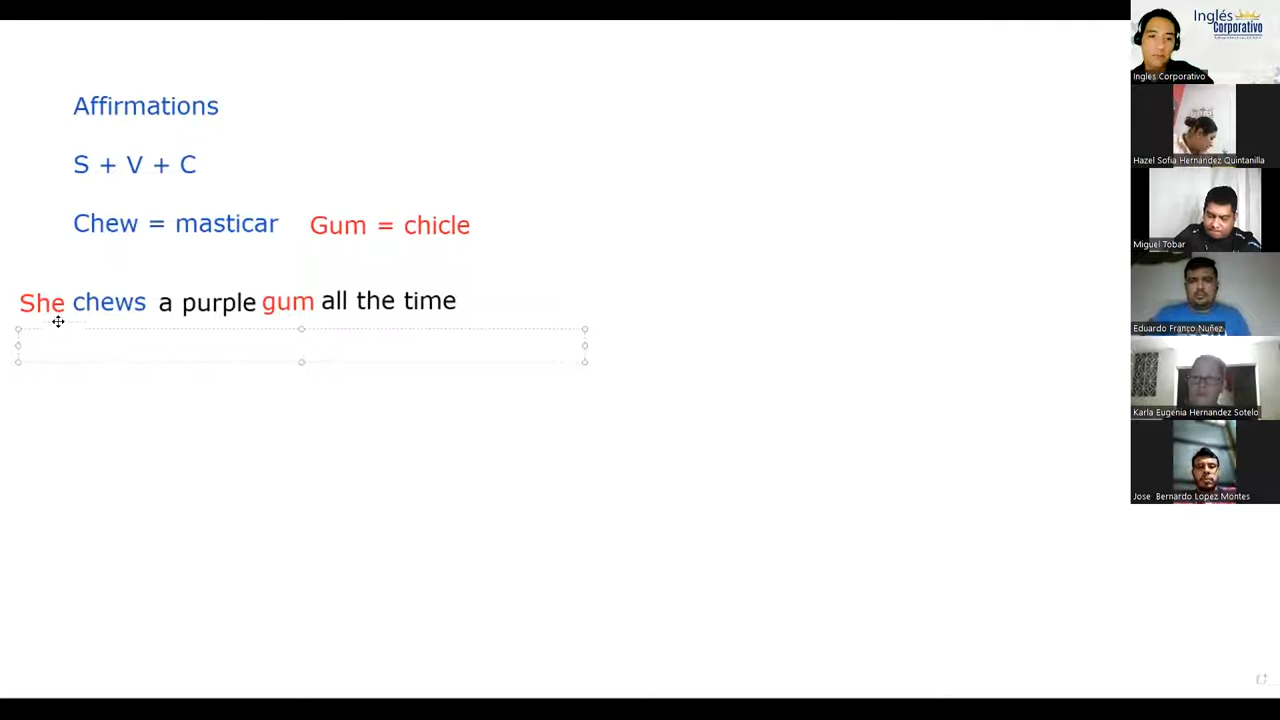 Affirmations
S + V + C
Chew = masticar Gum = chicle
She chews a purple gum all the time
Inglés
Corporativo
Ingles Corporativo
Hazel Sofia Hernández Quintanilla
Miguel Tobar
Eduardo Franco Nuñez
Karla Eugenia Hernandez Sotelo
Jose Bernardo Lopez Montes